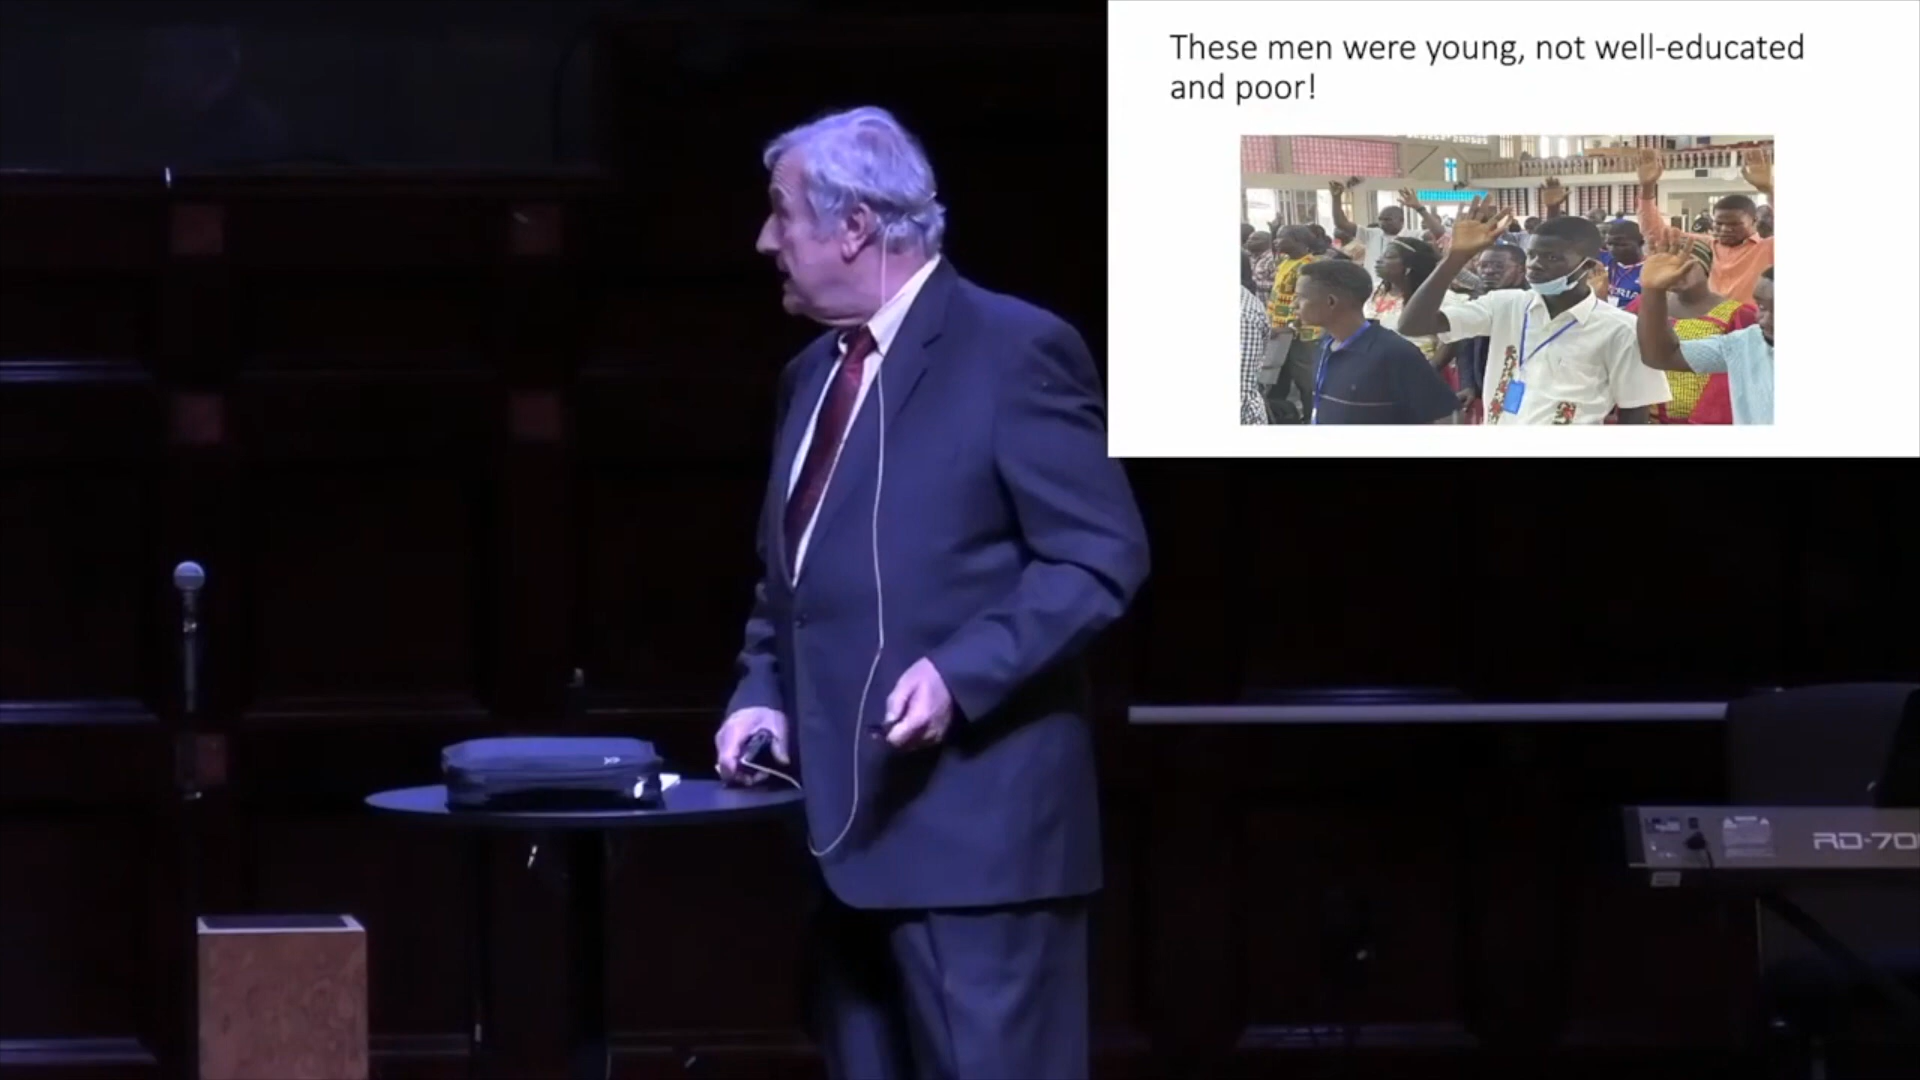 These men were young, not well-educated
and poor!
RD-70